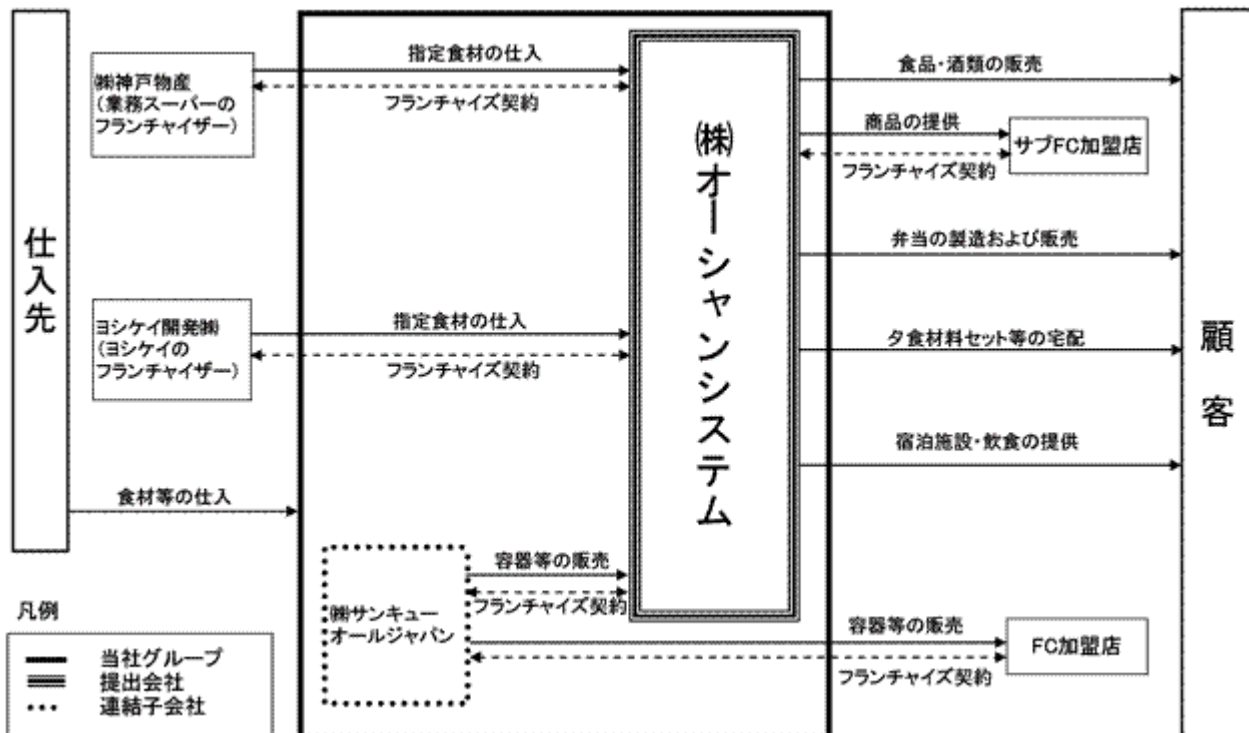 仕入先
㈱神戸物産
(業務スーパーの
フランチャイザー)
指定食材の仕入
フランチャイズ契約
ヨシケイ開発㈱
(ヨシケイの
フランチャイザー)
指定食材の仕入
フランチャイズ契約
食材等の仕入
㈱サンキュー
オールジャパン
容器等の販売
フランチャイズ契約
㈱オーシャンシステム
食品・酒類の販売
商品の提供
フランチャイズ契約
サブFC加盟店
弁当の製造および販売
夕食材料セット等の宅配
宿泊施設・飲食の提供
容器等の販売
フランチャイズ契約
FC加盟店
顧客
凡例
当社グループ
提出会社
連結子会社